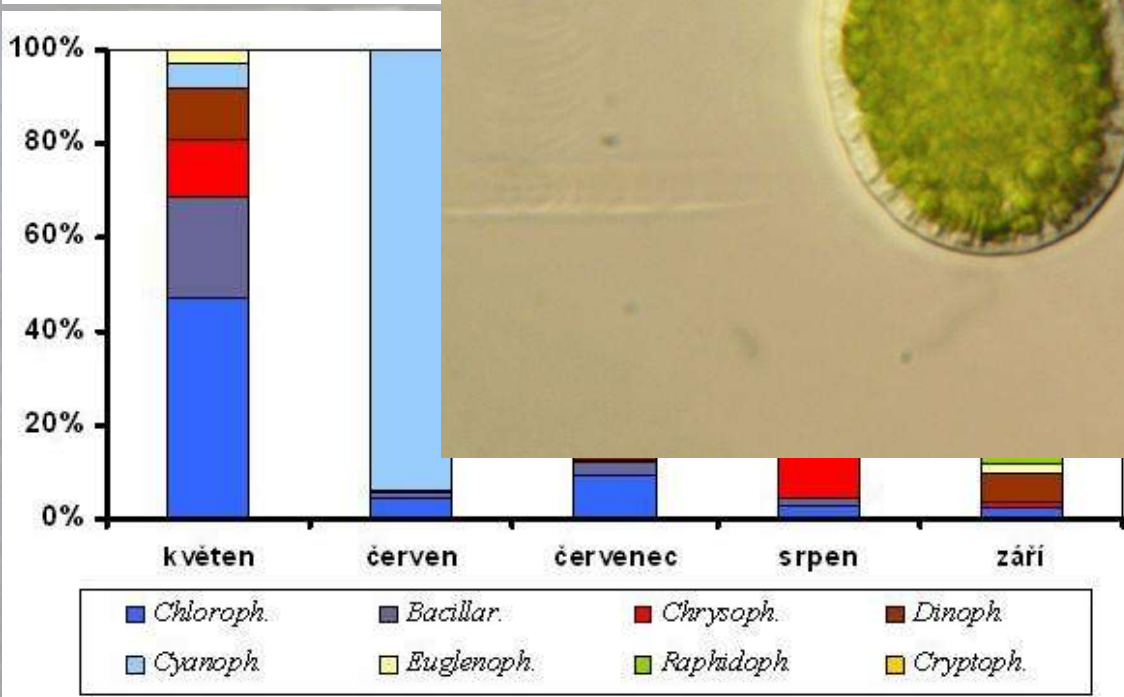 100%
80%
60%
40%
20%
0%
květen červen červenec srpen září
Chloroph. Bacillar. Chrysoph. Dinoph.
Cyanoph. Euglenoph. Raphidoph. Cryptoph.